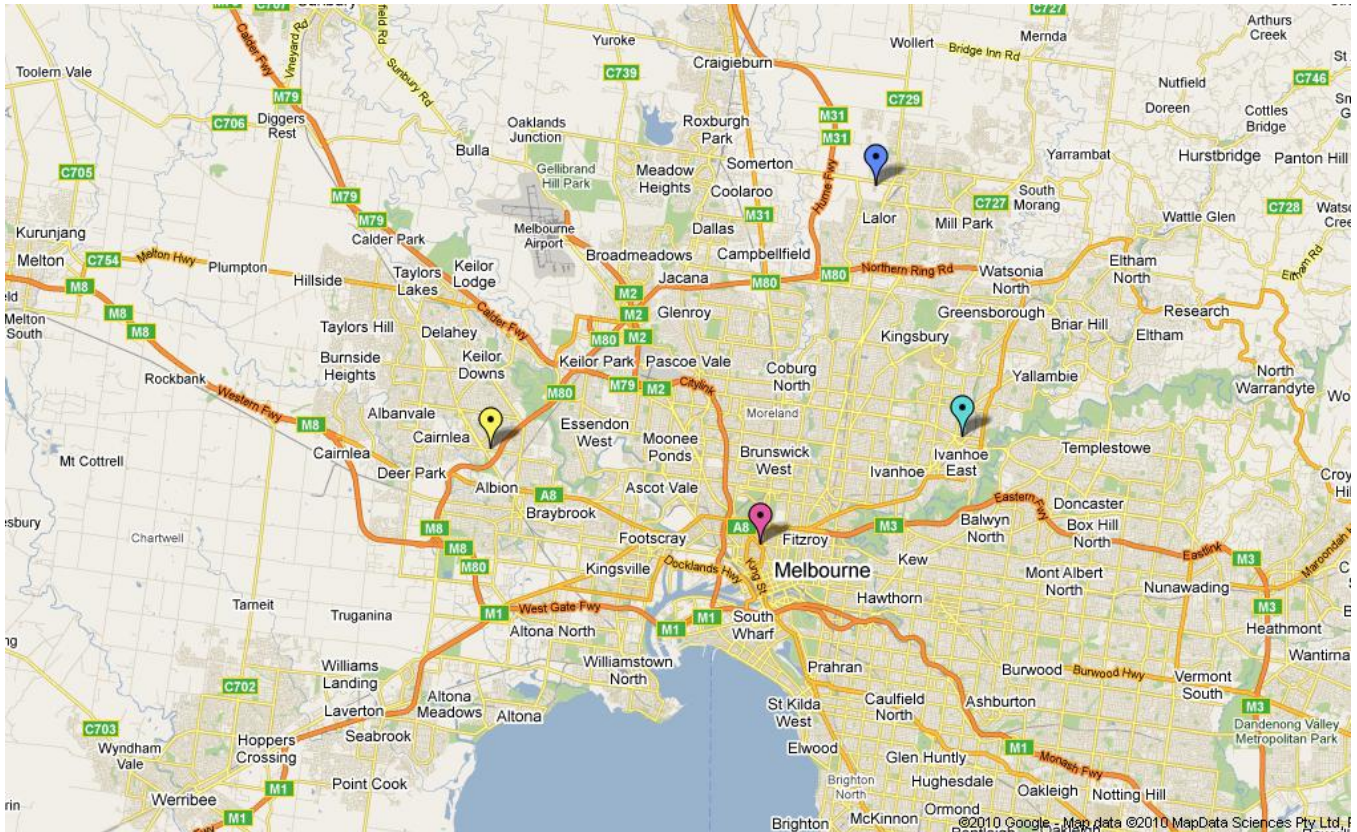 C707
Sunbury
C727
Mernda
Arthurs
Creek
Yuroke
Wollert
Bridge Inn Rd
Toolern Vale
Calder Fwy
Vineyard Rd
Sunbury Rd
C739
Craigieburn
C746
Nutfield
M79
C729
Doreen
Cottles
Bridge
C706
Diggers
Rest
Oaklands
Junction
Roxburgh
Park
M31
M31
Bulla
Somerton
Yarrambat
Hurstbridge
Panton Hill
C705
Gellibrand
Hill Park
Meadow
Heights
Coolaroo
Hume Fwy
South
Morang
M79
C727
C728
M79
M31
Lalor
Mill Park
Wattle Glen
Kurunjang
Calder Park
Melbourne
Airport
Dallas
Melton
C754
Melton Hwy
Plumpton
Keilor
Lodge
Broadmeadows
Campbellfield
Eltham
North
Eltham Rd
Hillside
Taylors
Lakes
Jacana
M80
M80
Northern Ring Rd
Watsonia
North
M8
M2
Melton
South
M8
M8
Taylors Hill
Delahey
Calder Fwy
M2
Glenroy
Greensborough
Briar Hill
Research
M80
M2
Kingsbury
Eltham
Burnside
Heights
Keilor
Downs
Keilor Park
Pascoe Vale
Coburg
North
Yallambie
North
Warrandyte
Rockbank
Western Fwy
M80
M79
M2
Citylink
Albanvale
Moreland
M8
Cairnlea
Essendon
West
Moonee
Ponds
Brunswick
West
Ivanhoe
Ivanhoe
East
Templestowe
Mt Cottrell
Cairnlea
Deer Park
Albion
Ascot Vale
A8
Braybrook
Eastern Fwy
Doncaster
Chartwell
M8
Footscray
A8
Fitzroy
M3
Balwyn
North
Box Hill
North
Eastlink
M3
M8
M80
Kingsville
Docklands Hwy
King St
Melbourne
Kew
Mont Albert
North
Nunawading
Tarneit
Truganina
Hawthorn
M1
West Gate Fwy
M1
M1
South
Wharf
M3
Heathmont
Altona North
Williams
Landing
Williamstown
North
Prahran
Burwood
Burwood Hwy
Vermont
South
Wantirna
C702
Altona
Meadows
Altona
St Kilda
West
Caulfield
North
Ashburton
M3
C703
Laverton
Wyndham
Vale
Hoppers
Crossing
Seabrook
Elwood
M1
Dandenong Valley
Metropolitan Park
Glen Huntly
Monash Fwy
M1
Point Cook
Brighton
North
Hughesdale
Oakleigh
Notting Hill
Werribee
M1
Ormond
Brighton
McKinnon
©2010 Google - Map data ©2010 MapData Sciences Pty Ltd,